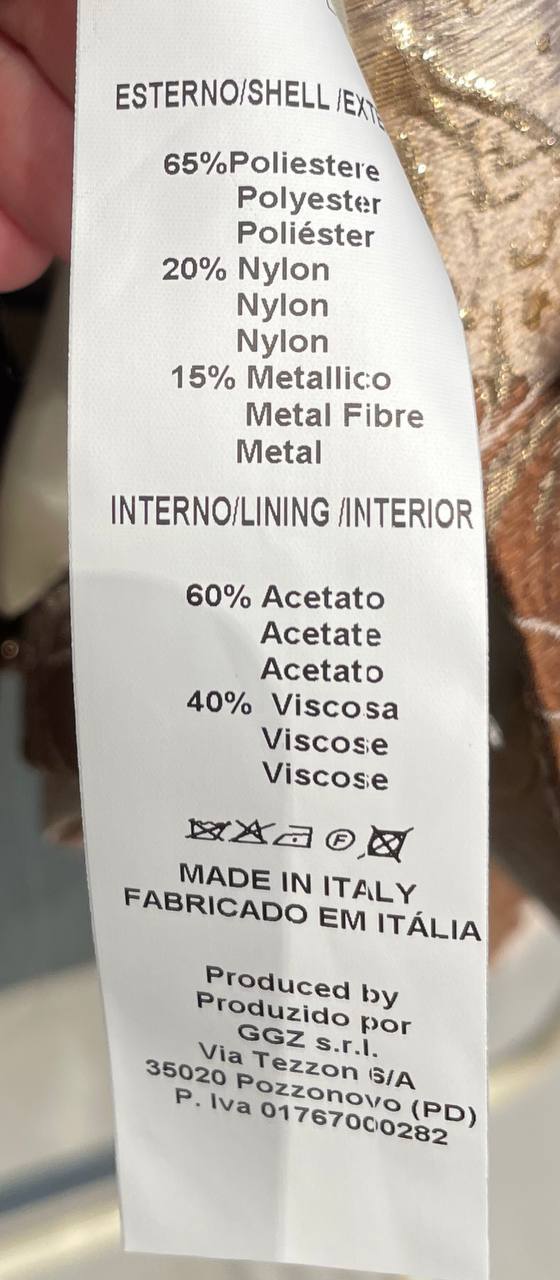 ESTERNO/SHELL
65%Poliestere
Polyester
Poliéster
20% Nylon
Nylon
Nylon
15% Metallico
Metal Fibre
Metal
INTERNO/LINING /INTERIOR
60% Acetato
Acetate
Acetato
40% Viscosa
Viscose
Viscose
F
MADE IN ITALY
FABRICADO EM ITÁLIA
Produced by
Produzido por
GGZ s.r.l.
Via Tezzon 6/A
35020 Pozzonovo (PD)
P. Iva 01767000282